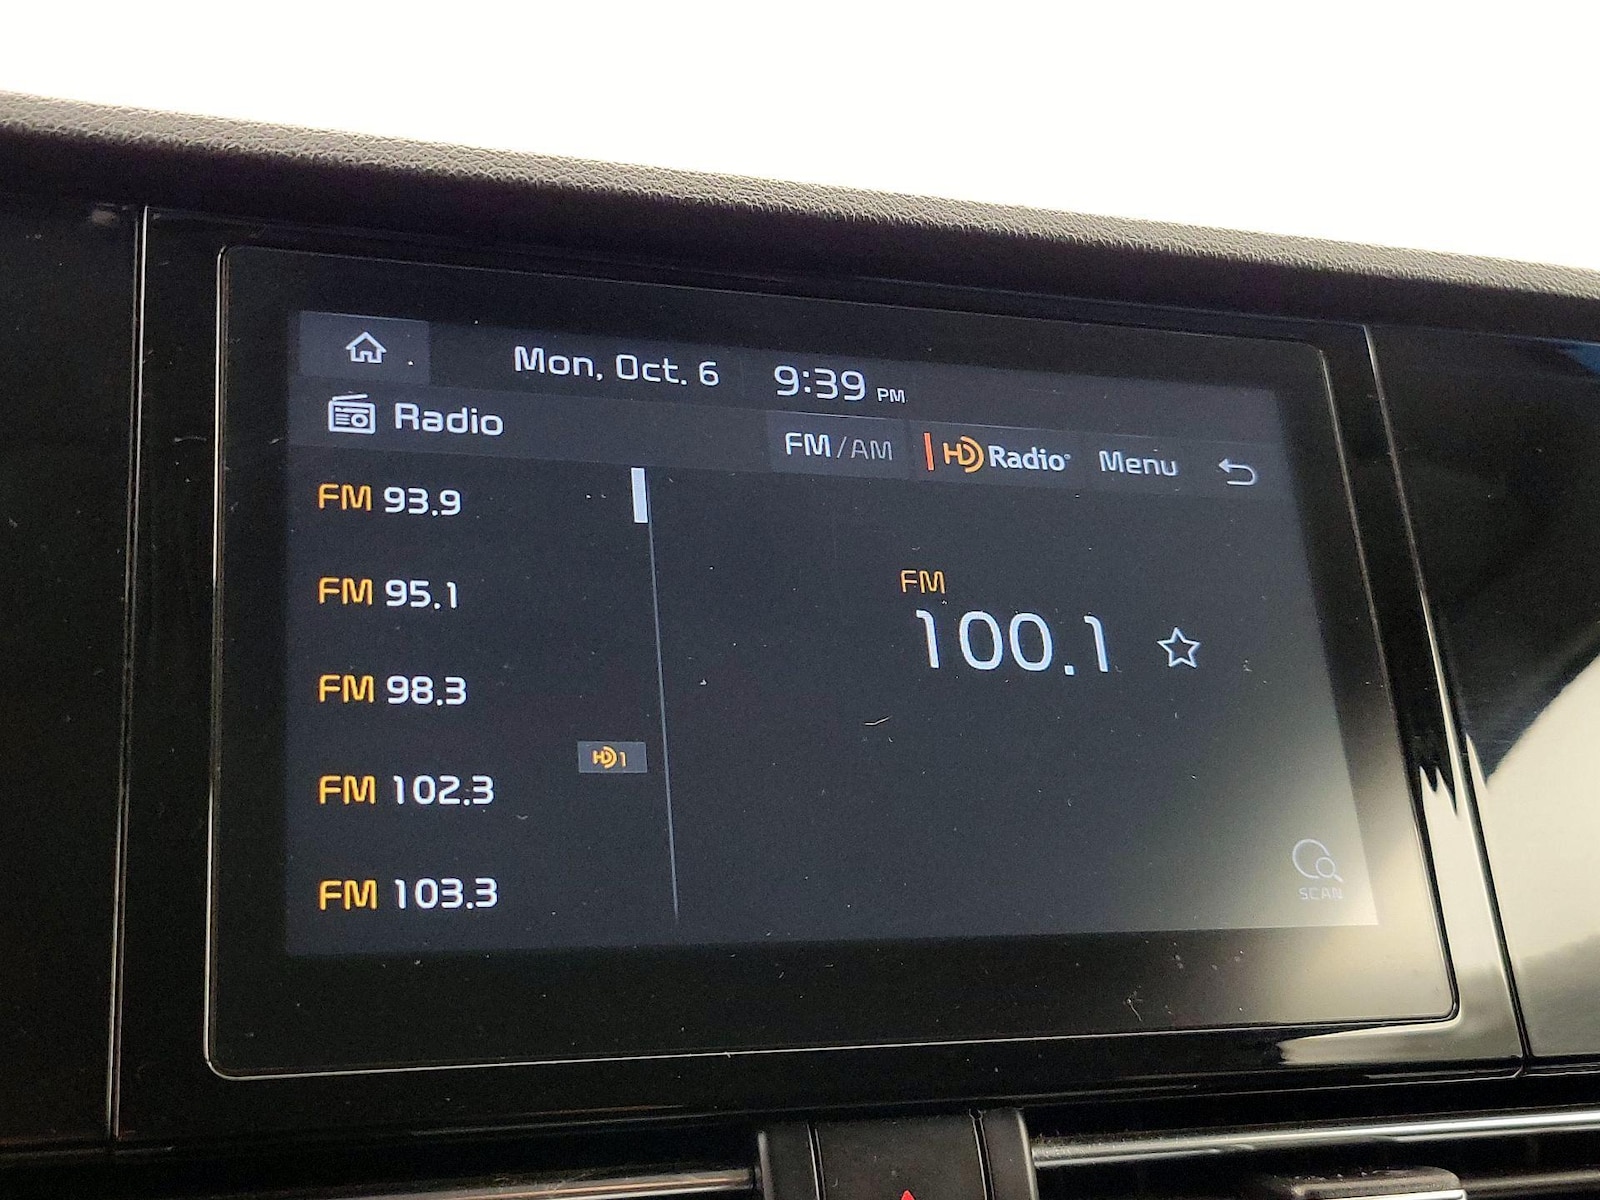 Mon, Oct. 6 9:39 PM
Radio FM/AM HD Radio® Menu
FM 93.9
FM 95.1
FM 98.3
HD1
FM 102.3
FM 103.3
FM
100.1
SCAN